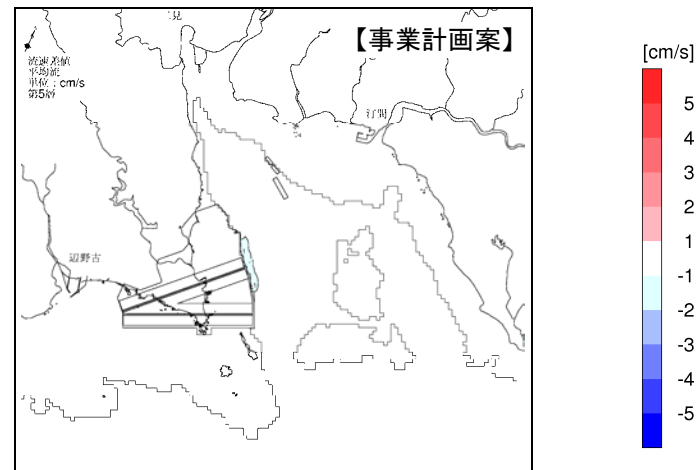 【事業計画案】
流速差値
平均流
単位：cm/s
第5層
汀間
辺野古
[cm/s]
5
4
3
2
1
-1
-2
-3
-4
-5